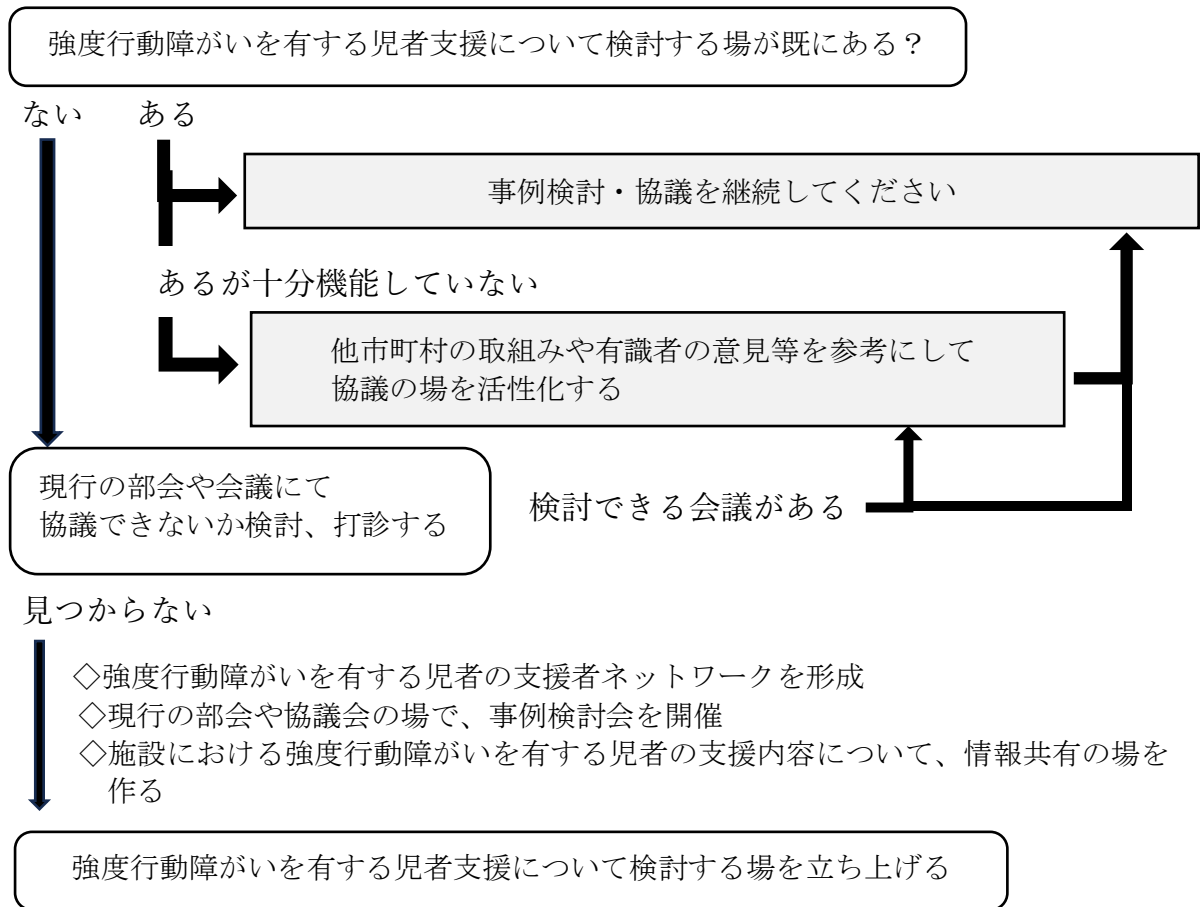 強度行動障がいを有する児者支援について検討する場が既にある？
ない　ある
事例検討・協議を継続してください
あるが十分機能していない
他市町村の取組みや有識者の意見等を参考にして
協議の場を活性化する
現行の部会や会議にて
協議できないか検討、打診する
検討できる会議がある
見つからない
◇強度行動障がいを有する児者の支援者ネットワークを形成
◇現行の部会や協議会の場で、事例検討会を開催
◇施設における強度行動障がいを有する児者の支援内容について、情報共有の場を
作る
強度行動障がいを有する児者支援について検討する場を立ち上げる